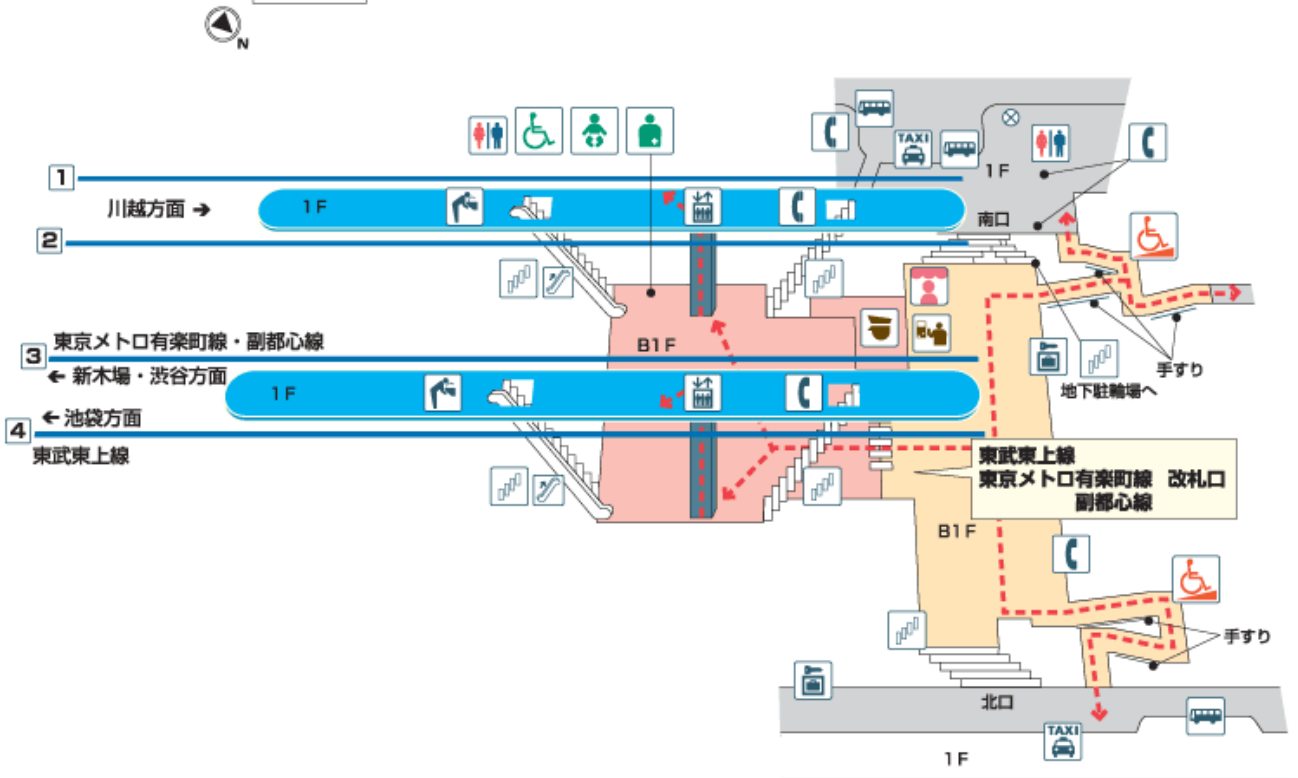 N
TAXI
1F
1
川越方面 →
1F
南口
2
B1F
3
東京メトロ有楽町線・副都心線
← 新木場・渋谷方面
手すり
1F
地下駐輪場へ
← 池袋方面
4
東武東上線
東武東上線
東京メトロ有楽町線 改札口
副都心線
B1F
手すり
北口
TAXI
1F